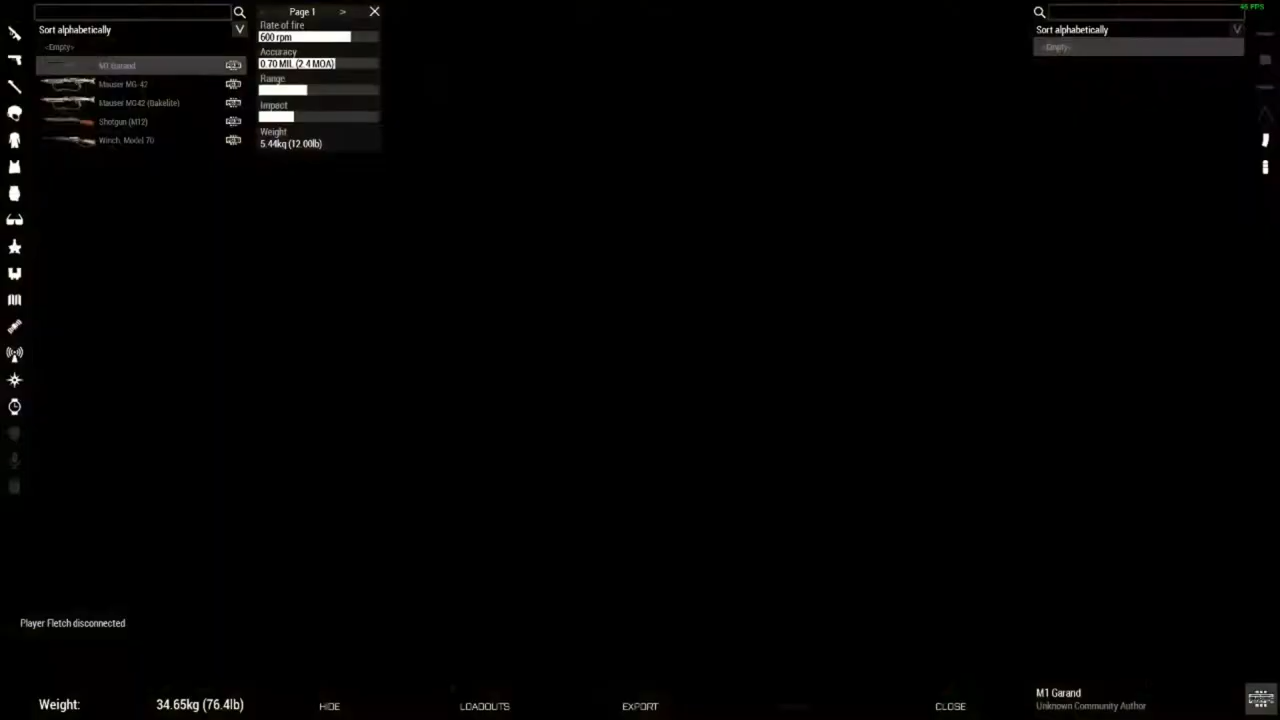 Page 1 >
46 FPS
Sort alphabetically
V
<Empty>
M1 Garand
Mauser MG-42
Mauser MG42 (Bakelite)
Shotgun (M12)
Winch. Model 70
Rate of fire
600 rpm
Accuracy
0.70 MIL (2.4 MOA)
Range
Impact
Weight
5.44kg (12.00lb)
Sort alphabetically
V
<Empty>
Player Fletch disconnected
Weight: 34.65kg (76.4lb)
HIDE
LOADOUTS
EXPORT
CLOSE
M1 Garand
Unknown Community Author